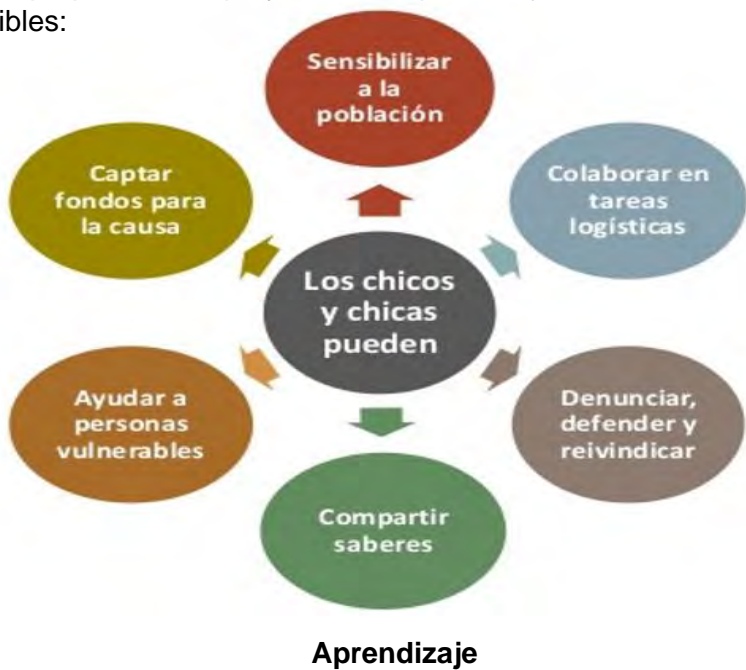 ibles:
Sensibilizar
a la
población
Captar
fondos para
la causa
Colaborar en
tareas
logísticas
Los chicos
y chicas
pueden
Ayudar a
personas
vulnerables
Denunciar,
defender y
reivindicar
Compartir
saberes
Aprendizaje